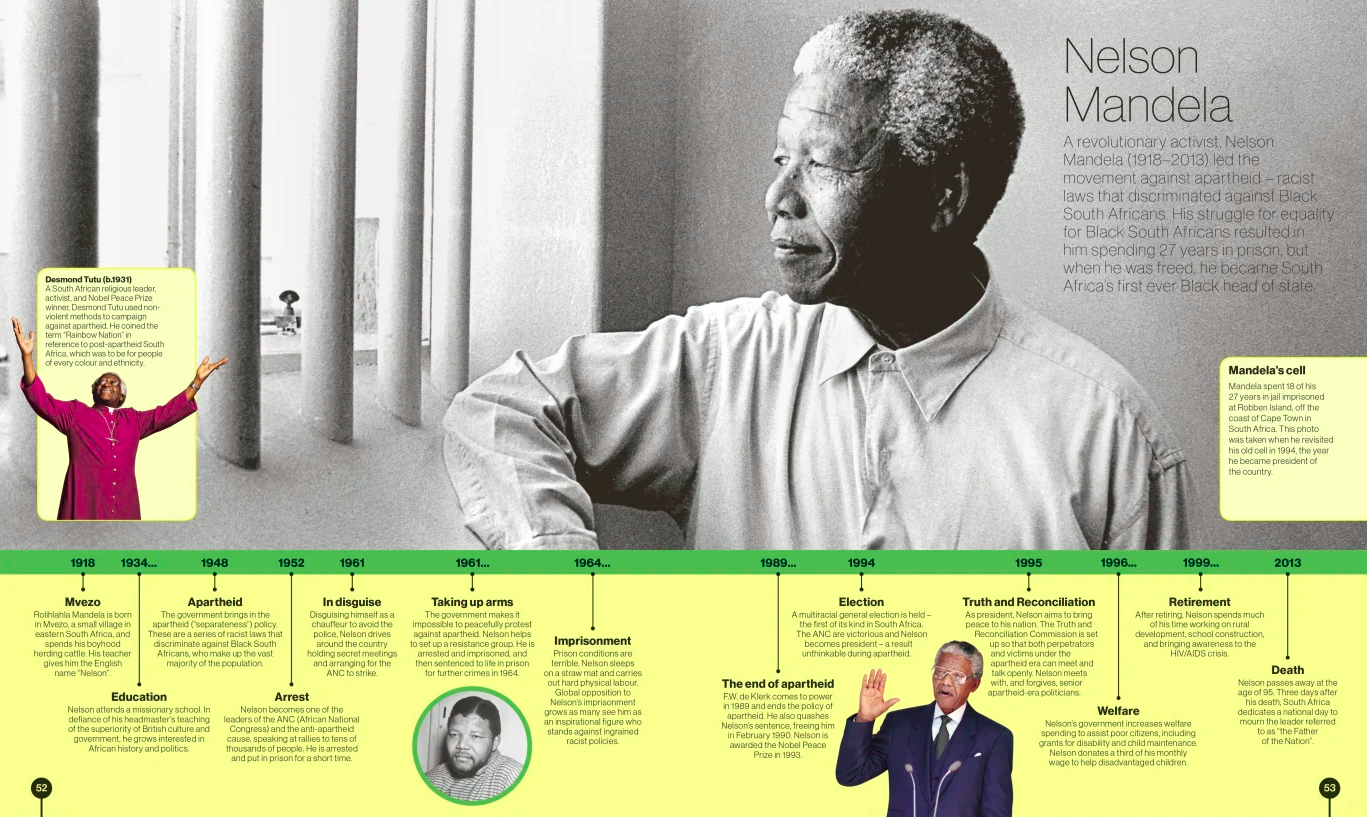 Nelson
Mandela
A revolutionary activist, Nelson
Mandela (1918–2013) led the
movement against apartheid – racist
laws that discriminated against Black
South Africans. His struggle for equality
for Black South Africans resulted in
him spending 27 years in prison, but
when he was freed, he became South
Africa's first ever Black head of state.
Desmond Tutu (b.1931)
A South African religious leader,
activist, and Nobel Peace Prize
winner, Desmond Tutu used non-
violent methods to campaign
against apartheid. He coined the
term "Rainbow Nation" in
reference to post-apartheid South
Africa, which was to be for people
of every colour and ethnicity.
Mandela's cell
Mandela spent 18 of his
27 years in jail imprisoned
at Robben Island, off the
coast of Cape Town in
South Africa. This photo
was taken when he revisited
his old cell in 1994, the year
he became president of
the country.
1918
Mvezo
Rolihlahla Mandela is born
in Mvezo, a small village in
eastern South Africa, and
spends his boyhood
herding cattle. His teacher
gives him the English
name "Nelson".
1934...
Education
Nelson attends a missionary school. In
defiance of his headmaster's teaching
of the superiority of British culture and
government, he grows interested in
African history and politics.
1948
Apartheid
The government brings in the
apartheid ("separateness") policy.
These are a series of racist laws that
discriminate against Black South
Africans, who make up the vast
majority of the population.
1952
Arrest
Nelson becomes one of the
leaders of the ANC (African National
Congress) and the anti-apartheid
cause, speaking at rallies to tens of
thousands of people. He is arrested
and put in prison for a short time.
1961
In disguise
Disguising himself as a
chauffeur to avoid the
police, Nelson drives
around the country
holding secret meetings
and arranging for the
ANC to strike.
1961...
Taking up arms
The government makes it
impossible to peacefully protest
against apartheid. Nelson helps
to set up a resistance group. He is
arrested and imprisoned, and
then sentenced to life in prison
for further crimes in 1964.
1964...
Imprisonment
Prison conditions are
terrible. Nelson sleeps
on a straw mat and carries
out hard physical labour.
Global opposition to
Nelson's imprisonment
grows as many see him as
an inspirational figure who
stands against ingrained
racist policies.
1989...
The end of apartheid
F.W. de Klerk comes to power
in 1989 and ends the policy of
apartheid. He also quashes
Nelson's sentence, freeing him
in February 1990. Nelson is
awarded the Nobel Peace
Prize in 1993.
1994
Election
A multiracial general election is held –
the first of its kind in South Africa.
The ANC are victorious and Nelson
becomes president – a result
unthinkable during apartheid.
1995
Truth and Reconciliation
As president, Nelson aims to bring
peace to his nation. The Truth and
Reconciliation Commission is set
up so that both perpetrators
and victims under the
apartheid era can meet and
talk openly. Nelson meets
with, and forgives, senior
apartheid-era politicians.
1996...
Welfare
Nelson's government increases welfare
spending to assist poor citizens, including
grants for disability and child maintenance.
Nelson donates a third of his monthly
wage to help disadvantaged children.
1999...
Retirement
After retiring, Nelson spends much
of his time working on rural
development, school construction,
and bringing awareness to the
HIV/AIDS crisis.
2013
Death
Nelson passes away at the
age of 95. Three days after
his death, South Africa
dedicates a national day to
mourn the leader referred
to as "the Father
of the Nation".
52
53